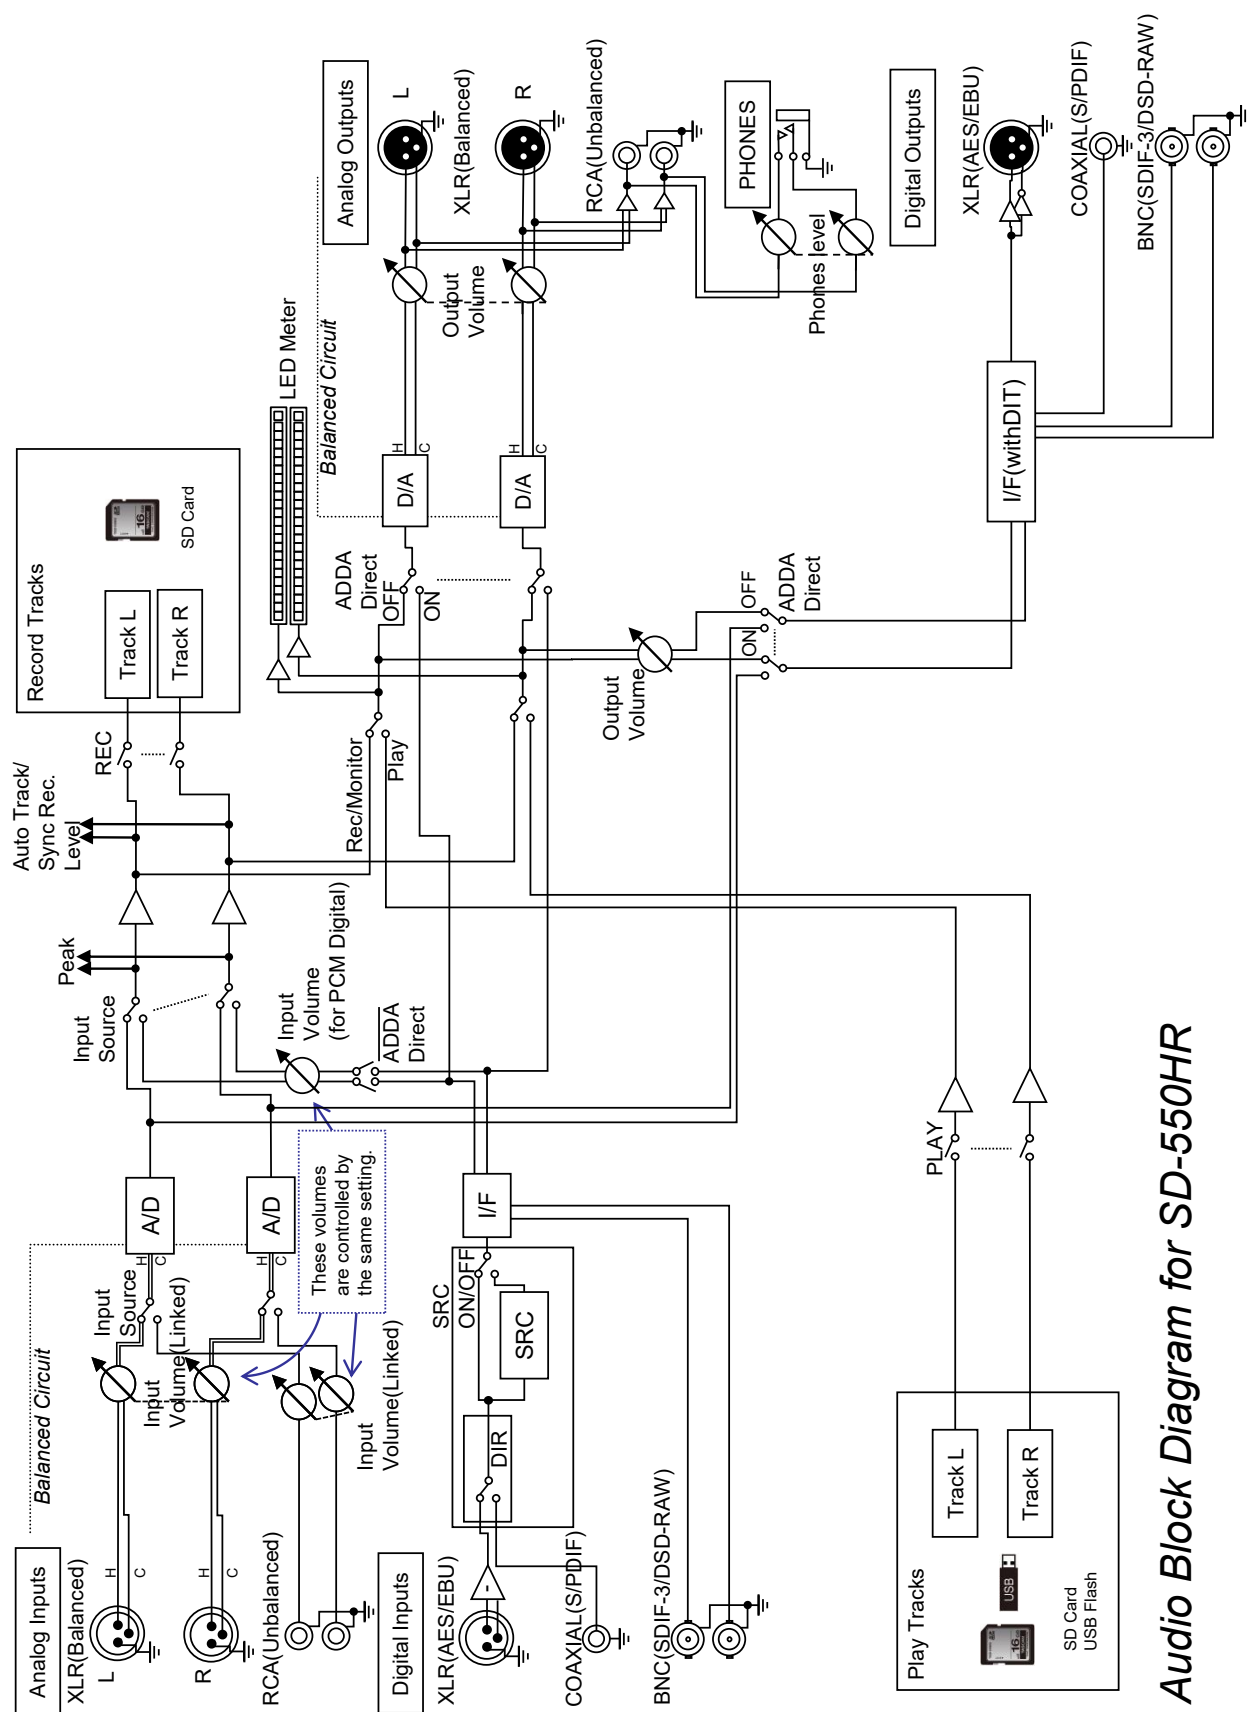 Analog Inputs
XLR(Balanced)
L
H
C
R
H
C
RCA(Unbalanced)
Balanced Circuit
Input
Volume(Linked)
Input
Source
H
C
A/D
H
C
A/D
Input
Volume(Linked)
These volumes
are controlled by
the same setting.
Digital Inputs
XLR(AES/EBU)
COAXIAL(S/PDIF)
BNC(SDIF-3/DSD-RAW)
DIR
SRC
SRC
ON/OFF
I/F
Input
Source
Peak
Input
Volume
(for PCM Digital)
ADDA
Direct
Auto Track/
Sync Rec.
Level
REC
Record Tracks
Track L
Track R
SD Card
16
Rec/Monitor
Play
LED Meter
ADDA
Direct
OFF
ON
D/A
H
C
D/A
H
C
Balanced Circuit
Output
Volume
Analog Outputs
L
XLR(Balanced)
R
RCA(Unbalanced)
PHONES
Phones level
Output
Volume
OFF
ON
ADDA
Direct
I/F(withDIT)
Digital Outputs
XLR(AES/EBU)
COAXIAL(S/PDIF)
BNC(SDIF-3/DSD-RAW)
Play Tracks
Track L
Track R
16
USB
SD Card
USB Flash
PLAY
Audio Block Diagram for SD-550HR